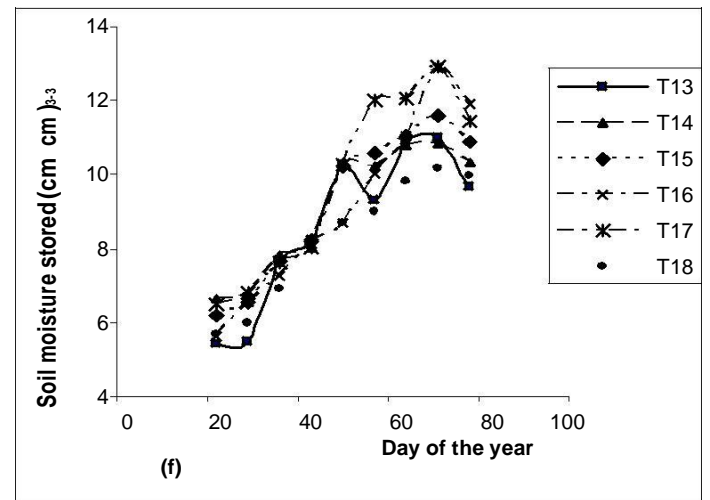 14
12
10
8
6
4
Soil moisture stored (cm cm)3-3
0 20 40 60 80 100
Day of the year
(f)
T13
T14
T15
T16
T17
T18